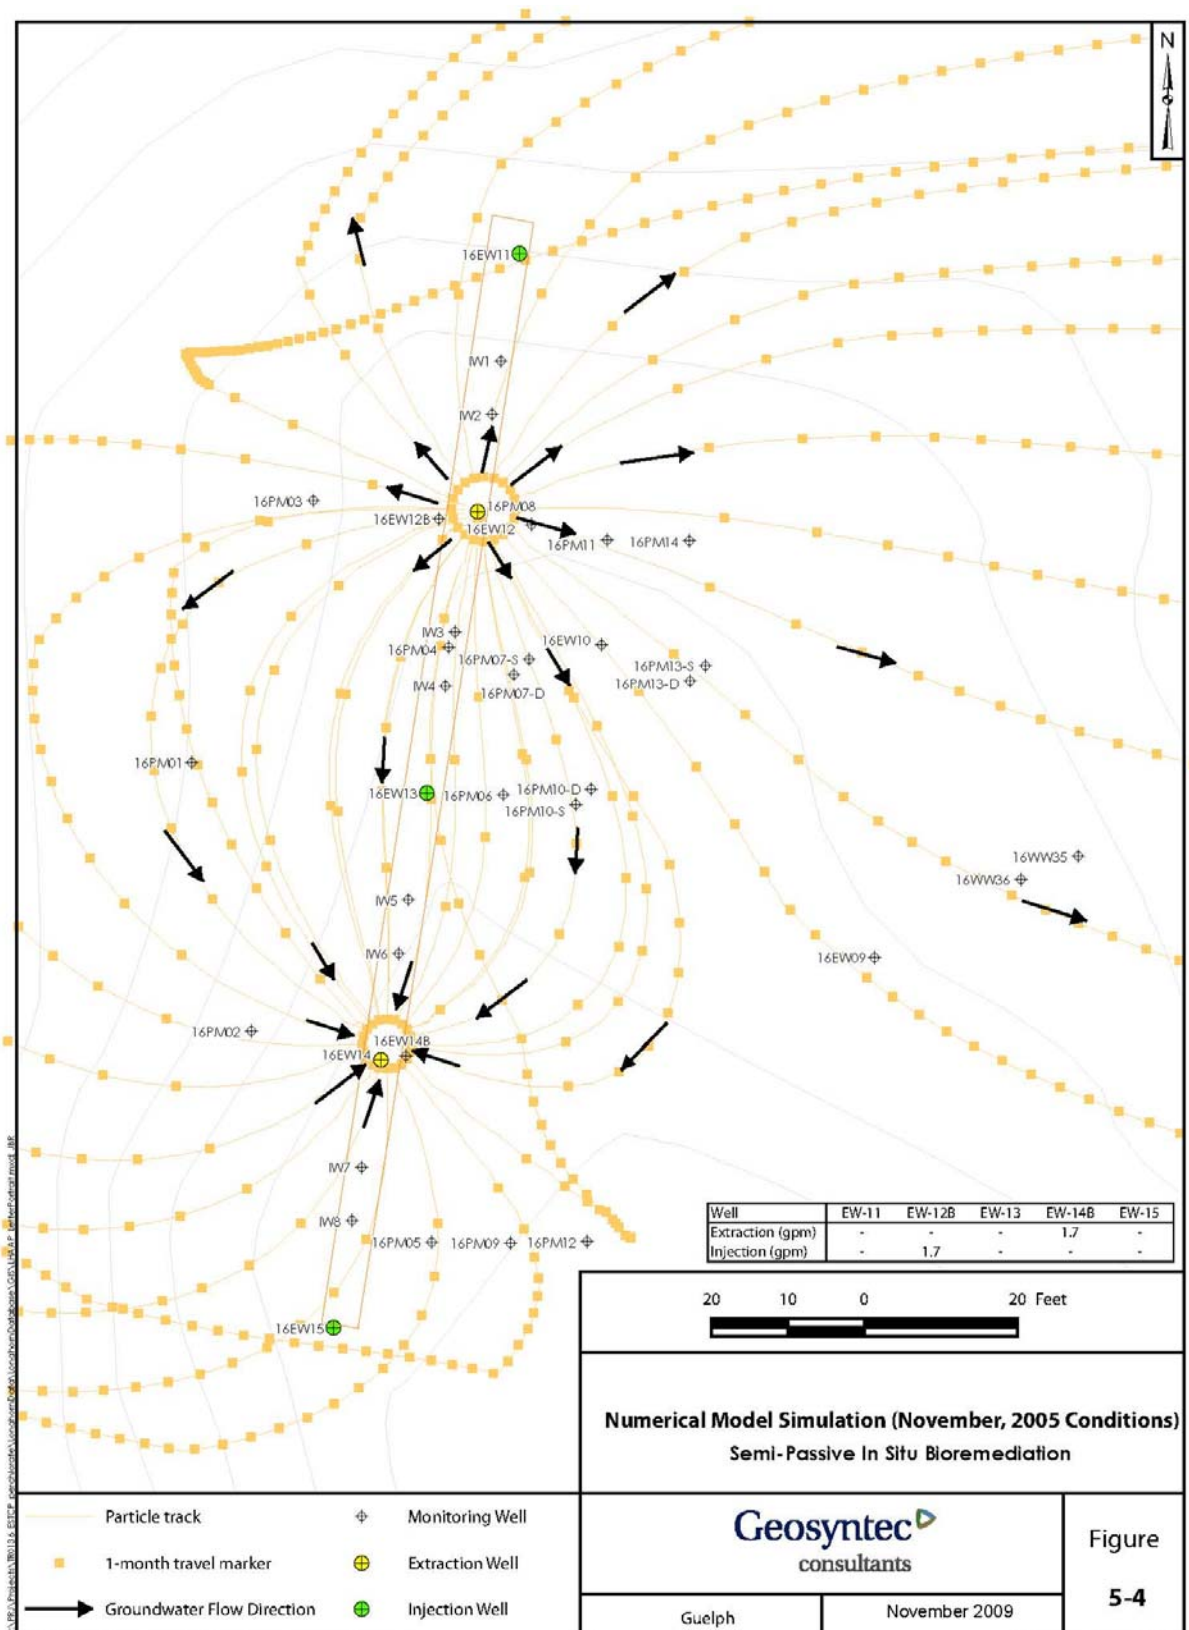 N
16EW11
IW1
IW2
16PM03
16PM08
16EW12B
16EW12
16PM11
16PM14
IW3
16PM04
16PM07-S
16EW10
16PM13-S
IW4
16PM07-D
16PM13-D
16PM01
16EW13
16PM06
16PM10-D
16PM10-S
16WW35
16WW36
IW5
IW6
16EW09
16PM02
16EW14B
16EW14
IW7
IW8
16PM05
16PM09
16PM12
16EW15
Well EW-11 EW-12B EW-13 EW-14B EW-15
Extraction (gpm) - - - 1.7 -
Injection (gpm) - 1.7 - - -
20 10 0 20 Feet
Numerical Model Simulation (November, 2005 Conditions)
Semi-Passive In Situ Bioremediation
Particle track
Monitoring Well
1-month travel marker
Extraction Well
Groundwater Flow Direction
Injection Well
Geosyntec
consultants
Figure
5-4
Guelph
November 2009